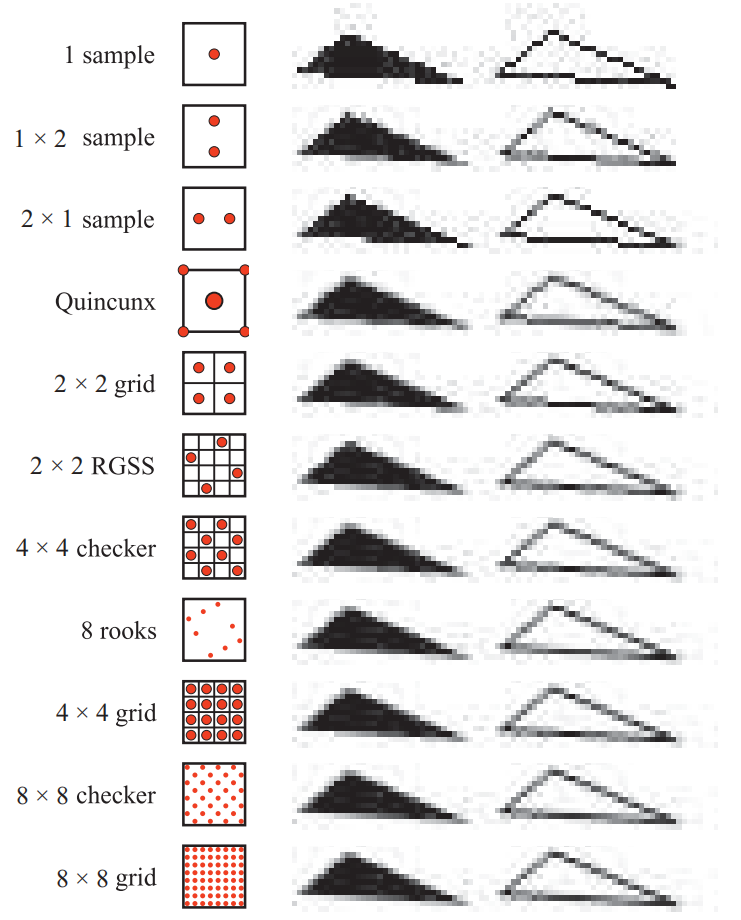 1 sample
1 × 2 sample
2 × 1 sample
Quincunx
2 × 2 grid
2 × 2 RGSS
4 × 4 checker
8 rooks
4 × 4 grid
8 × 8 checker
8 × 8 grid